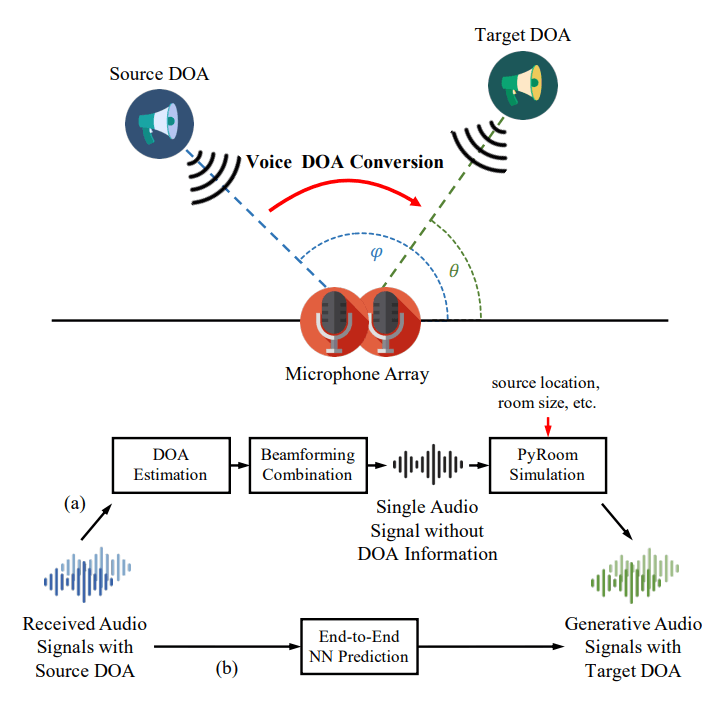 Target DOA
Source DOA
Voice DOA Conversion
φ
θ
Microphone Array
source location,
room size, etc.
DOA
Estimation
Beamforming
Combination
PyRoom
Simulation
(a)
Single Audio
Signal without
DOA Information
Received Audio
Signals with
Source DOA
(b)
End-to-End
NN Prediction
Generative Audio
Signals with
Target DOA